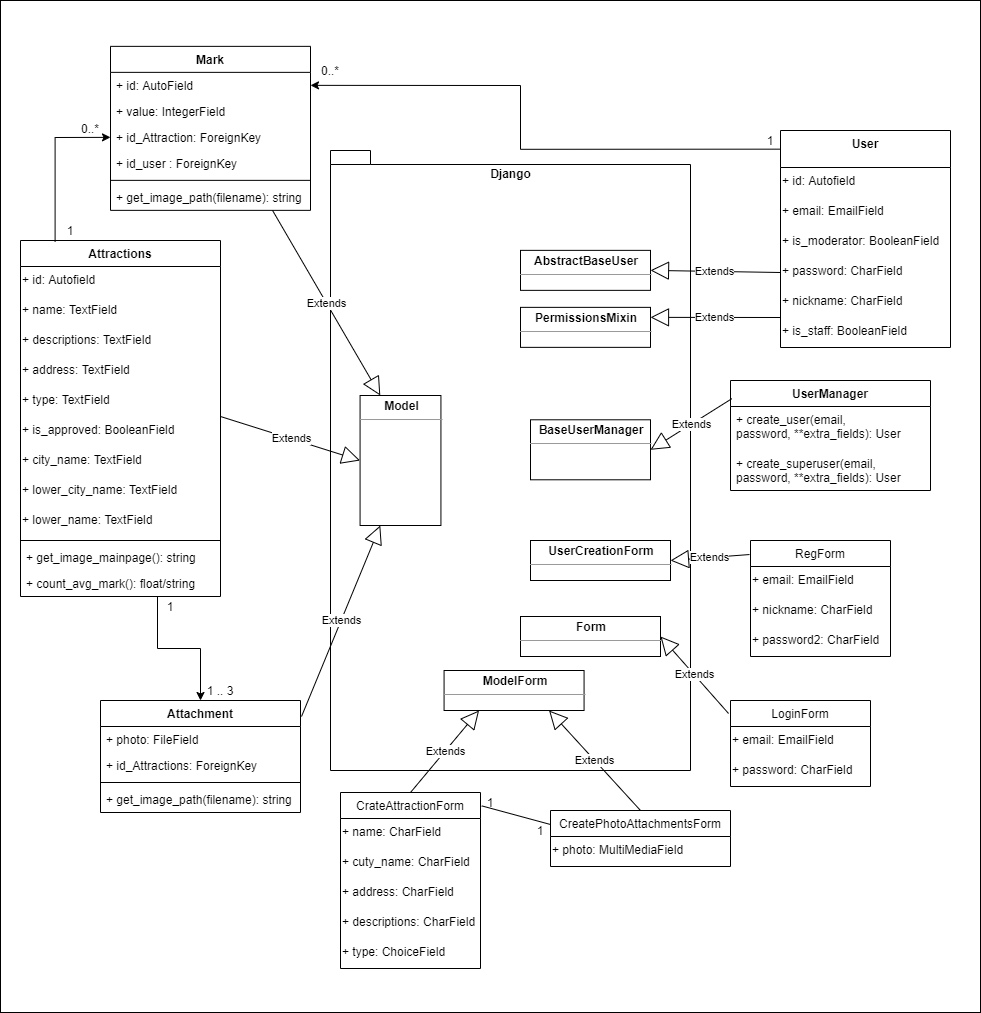 Mark
+ id: AutoField
+ value: IntegerField
+ id_Attraction: ForeignKey
+ id_user : ForeignKey
+ get_image_path(filename): string
0..*
0..*
1
1
User
+ id: Autofield
+ email: EmailField
+ is_moderator: BooleanField
+ password: CharField
+ nickname: CharField
+ is_staff: BooleanField
Django
Attractions
+ id: Autofield
+ name: TextField
+ descriptions: TextField
+ address: TextField
+ type: TextField
+ is_approved: BooleanField
+ city_name: TextField
+ lower_city_name: TextField
+ lower_name: TextField
+ get_image_mainpage(): string
+ count_avg_mark(): float/string
AbstractBaseUser
Extends
PermissionsMixin
Extends
Extends
Model
Extends
Extends
BaseUserManager
Extends
UserManager
+ create_user(email,
password, **extra_fields): User
+ create_superuser(email,
password, **extra_fields): User
UserCreationForm
Extends
RegForm
+ email: EmailField
+ nickname: CharField
+ password2: CharField
Form
Extends
LoginForm
+ email: EmailField
+ password: CharField
ModelForm
Extends
Extends
1
1 .. 3
Attachment
+ photo: FileField
+ id_Attractions: ForeignKey
+ get_image_path(filename): string
CrateAttractionForm
+ name: CharField
+ cuty_name: CharField
+ address: CharField
+ descriptions: CharField
+ type: ChoiceField
1
1
CreatePhotoAttachmentsForm
+ photo: MultiMediaField